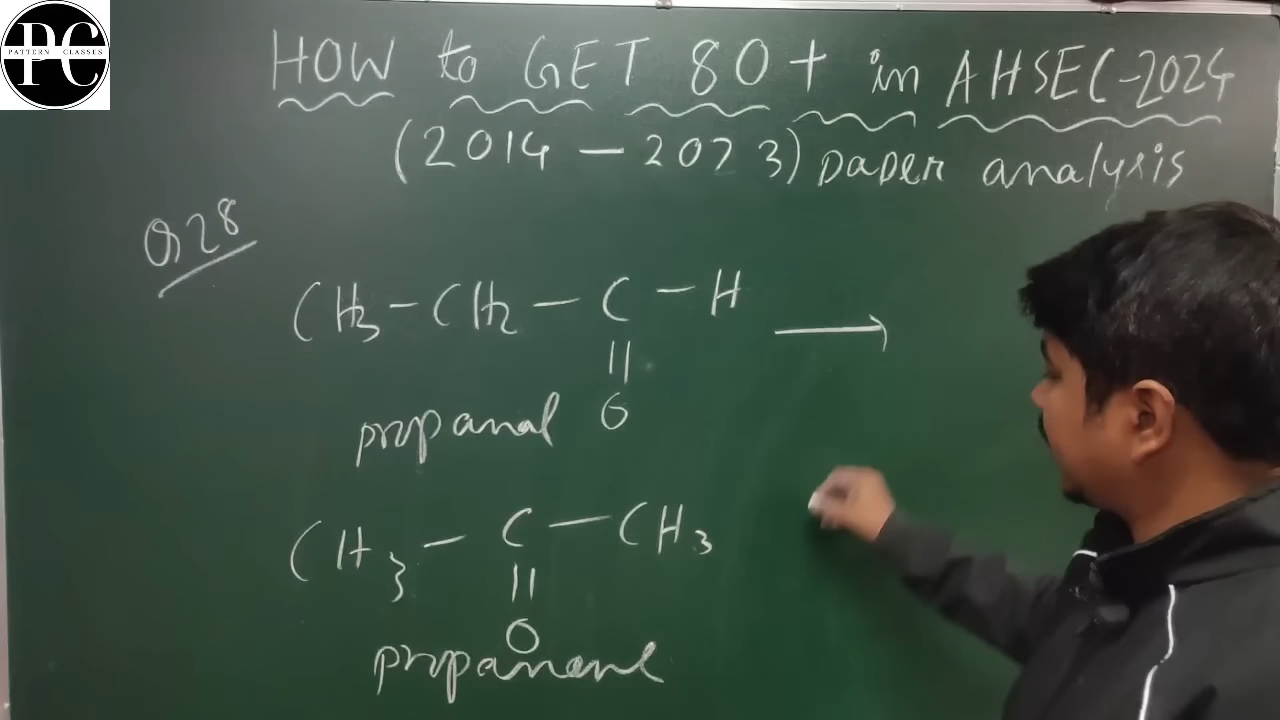 PC
PATTERN CLASSES
HOW to GET 80+ in AHSEC-2024
(2014 - 2023) paper analysis
Q28
CH3-CH2-C-H →
||
O
propanal
CH3-C-CH3
||
O
propanone